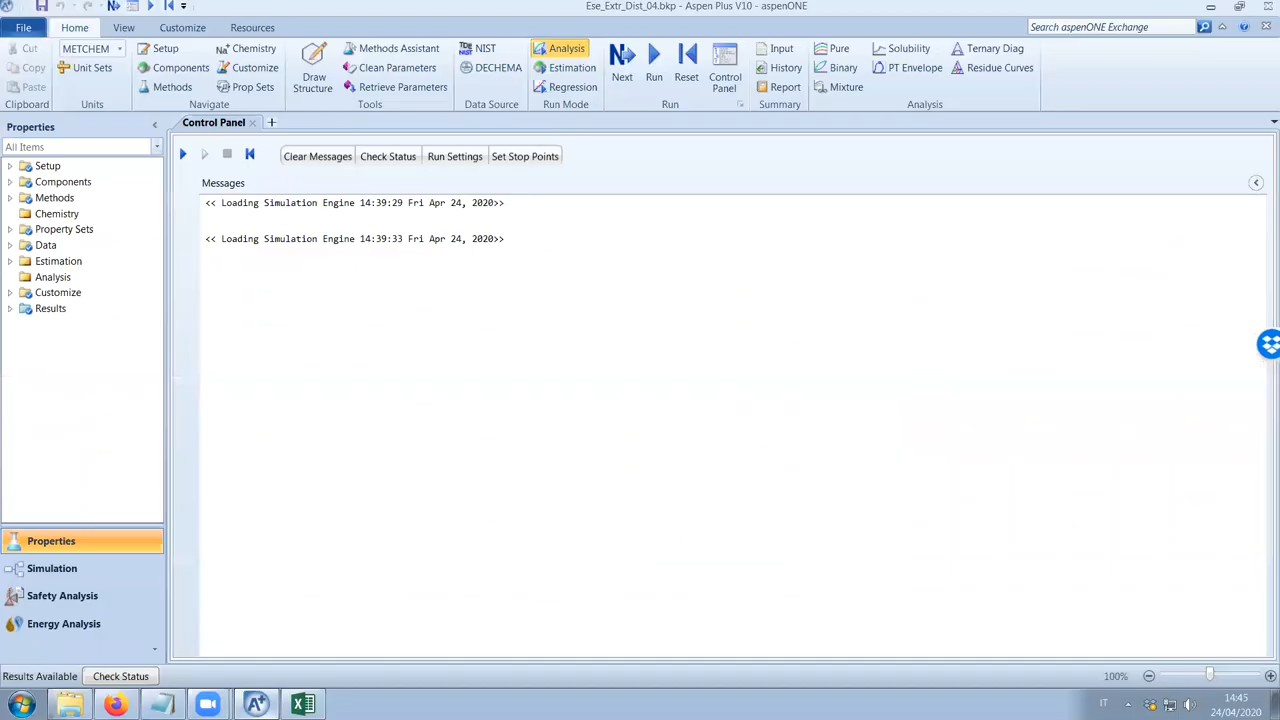 Ese_Extr_Dist_04.bkp - Aspen Plus V10 - aspenONE
File Home View Customize Resources Search aspenONE Exchange
Cut METCHEM Setup Chemistry Methods Assistant NIST Analysis Input Pure Solubility Ternary Diag
Copy Unit Sets Components Customize Clean Parameters DECHEMA Estimation History Binary PT Envelope Residue Curves
Paste Methods Prop Sets Draw Structure Retrieve Parameters Regression Next Run Reset Control Panel Report Mixture
Clipboard Units Navigate Tools Data Source Run Mode Run Summary Analysis
Properties
Control Panel
All Items
Setup
Components
Methods
Chemistry
Property Sets
Data
Estimation
Analysis
Customize
Results
Clear Messages Check Status Run Settings Set Stop Points
Messages
<< Loading Simulation Engine 14:39:29 Fri Apr 24, 2020>>
<< Loading Simulation Engine 14:39:33 Fri Apr 24, 2020>>
Properties
Simulation
Safety Analysis
Energy Analysis
Results Available Check Status 100%
IT 14:45
24/04/2020